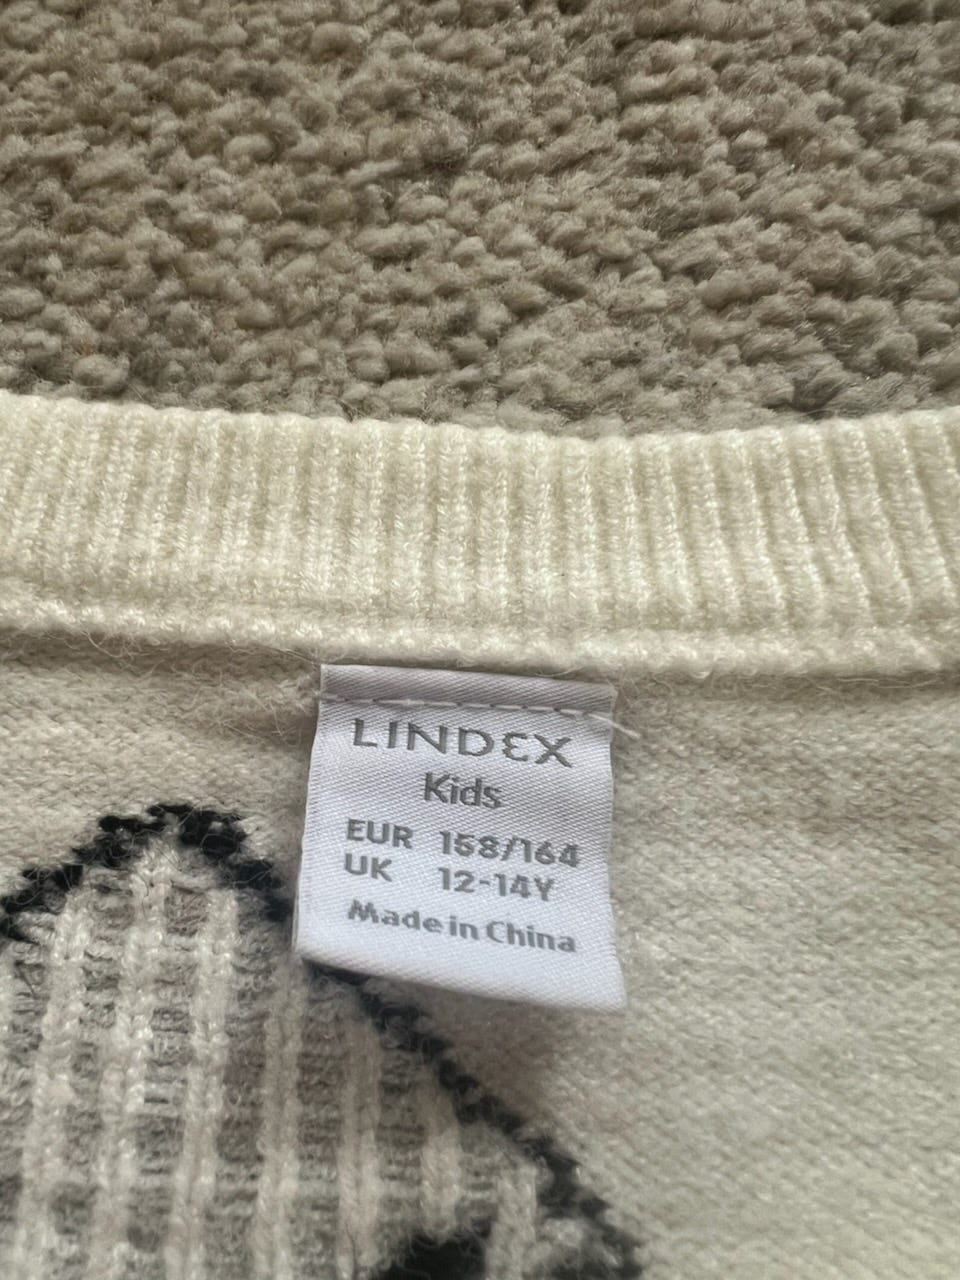 LINDEX
Kids
EUR 158/164
UK 12-14Y
Made in China